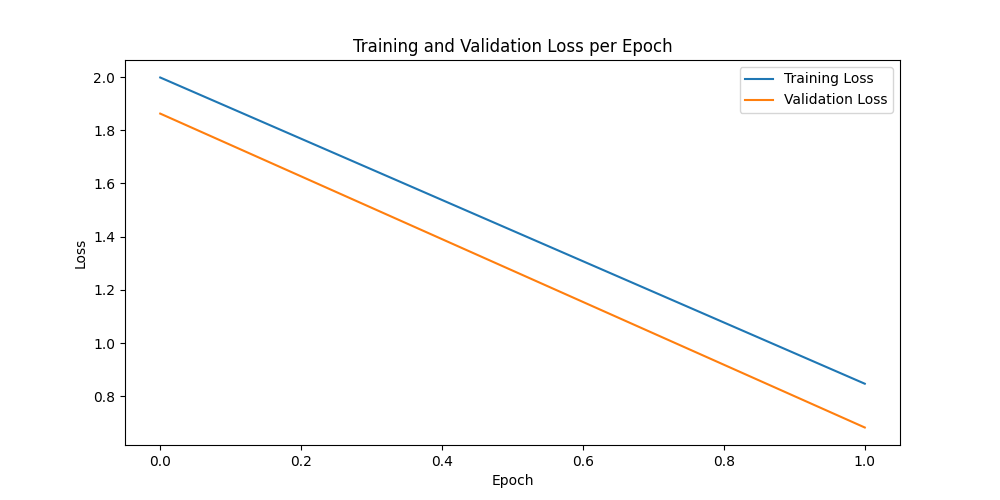 Training and Validation Loss per Epoch
Training Loss
Validation Loss
2.0
1.8
1.6
1.4
1.2
1.0
0.8
Loss
0.0 0.2 0.4 0.6 0.8 1.0
Epoch